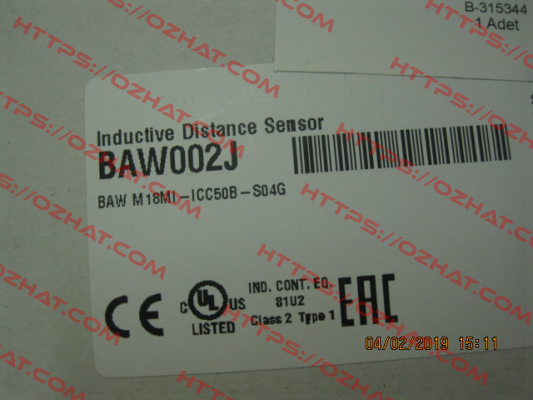 B-315344
1 Adet
Inductive Distance Sensor
BAW002J
BAW M18MI-ICC50B-S04G
CE
c UL US
LISTED
IND. CONT. EQ.
81U2
Class 2 Type 1
EAC
04/02/2019 15:11
HTTPS://OZHAT.COM